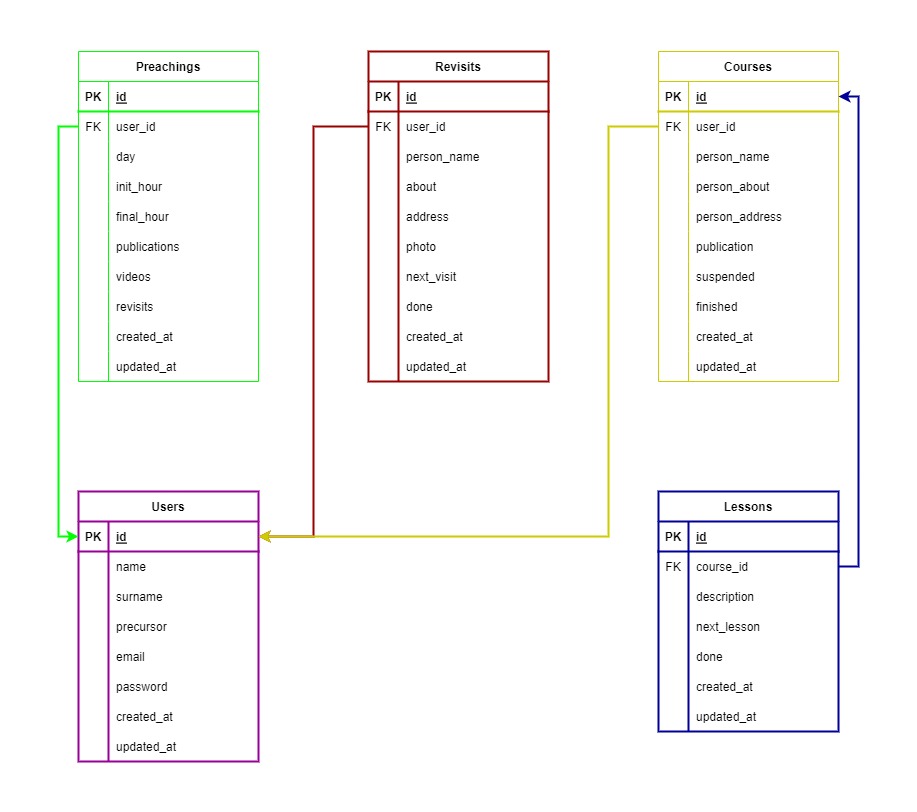 Preachings
PK id
FK user_id
day
init_hour
final_hour
publications
videos
revisits
created_at
updated_at
Revisits
PK id
FK user_id
person_name
about
address
photo
next_visit
done
created_at
updated_at
Courses
PK id
FK user_id
person_name
person_about
person_address
publication
suspended
finished
created_at
updated_at
Users
PK id
name
surname
precursor
email
password
created_at
updated_at
Lessons
PK id
FK course_id
description
next_lesson
done
created_at
updated_at